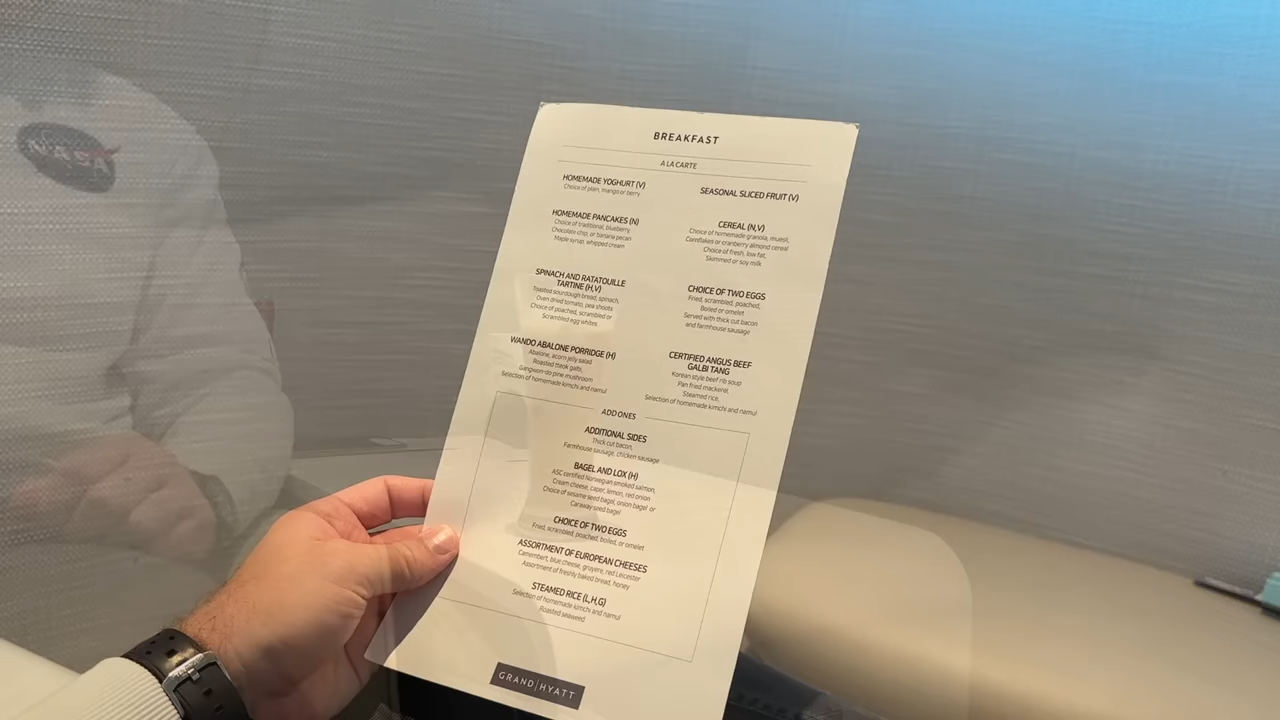 NASA
BREAKFAST
A LA CARTE
HOMEMADE YOGHURT (V)
Choice of plain, mango or berry
HOMEMADE PANCAKES (N)
Choice of traditional, blueberry,
Chocolate chip, or banana pecan
Maple syrup, whipped cream
SPINACH AND RATATOUILLE
TARTINE (H,V)
Toasted sourdough bread, spinach,
Oven dried tomato, pea shoots
Choice of poached, scrambled or
Scrambled egg whites
WANDO ABALONE PORRIDGE (H)
Abalone, acorn jelly salad
Roasted tteok galbi,
Gangwon-do pine mushroom
Selection of homemade kimchi and namul
SEASONAL SLICED FRUIT (V)
CEREAL (N,V)
Choice of homemade granola, muesli,
Cornflakes or cranberry almond cereal
Choice of fresh, low fat,
Skimmed or soy milk
CHOICE OF TWO EGGS
Fried, scrambled, poached,
Boiled or omelet
Served with thick cut bacon
and farmhouse sausage
CERTIFIED ANGUS BEEF
GALBI TANG
Korean style beef rib soup
Pan fried mackerel,
Steamed rice,
Selection of homemade kimchi and namul
ADD ONES
ADDITIONAL SIDES
Thick cut bacon,
Farmhouse sausage, chicken sausage
BAGEL AND LOX (H)
ASC certified Norwegian smoked salmon,
Cream cheese, caper, lemon, red onion
Choice of sesame seed bagel, onion bagel or
Caraway seed bagel
CHOICE OF TWO EGGS
Fried, scrambled, poached, boiled, or omelet
ASSORTMENT OF EUROPEAN CHEESES
Camembert, blue cheese, gruyere, red Leicester
Assortment of freshly baked bread, honey
STEAMED RICE (L,H,G)
Selection of homemade kimchi and namul
Roasted seaweed
GRAND|HYATT